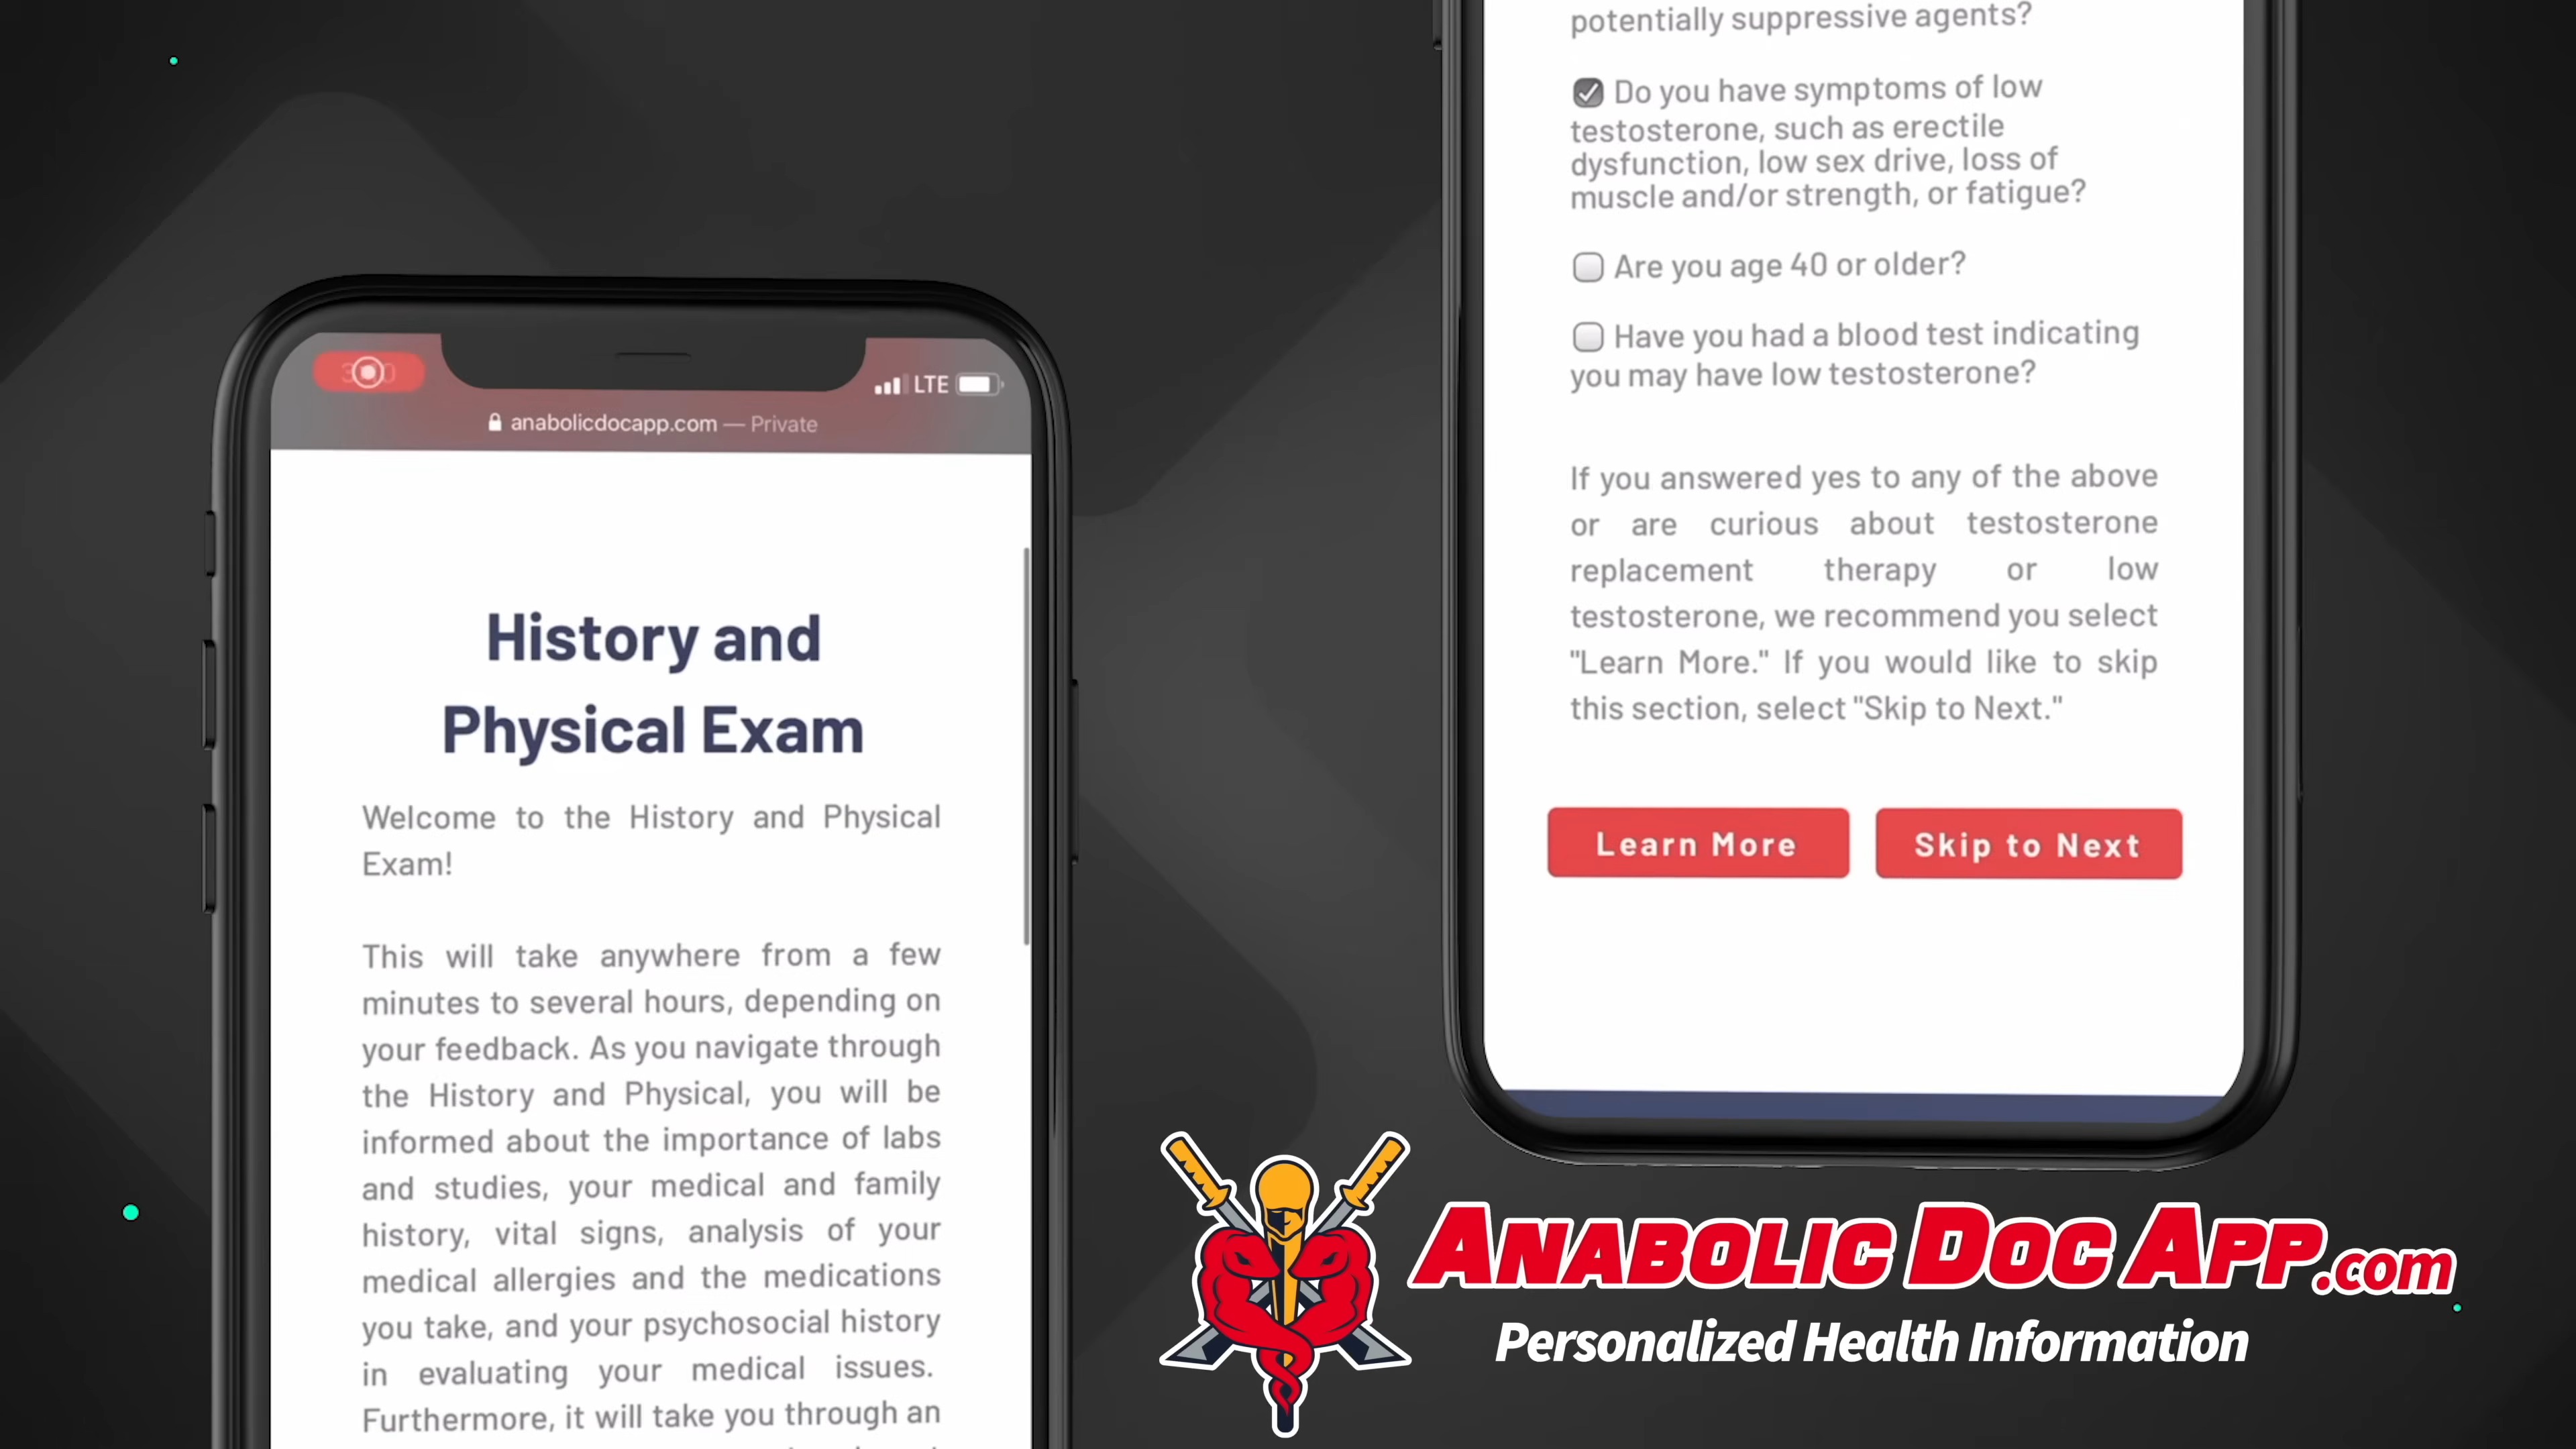 LTE
anabolicdocapp.com — Private
History and
Physical Exam
Welcome to the History and Physical
Exam!
This will take anywhere from a few
minutes to several hours, depending on
your feedback. As you navigate through
the History and Physical, you will be
informed about the importance of labs
and studies, your medical and family
history, vital signs, analysis of your
medical allergies and the medications
you take, and your psychosocial history
in evaluating your medical issues.
Furthermore, it will take you through an
potentially suppressive agents?
Do you have symptoms of low
testosterone, such as erectile
dysfunction, low sex drive, loss of
muscle and/or strength, or fatigue?
Are you age 40 or older?
Have you had a blood test indicating
you may have low testosterone?
If you answered yes to any of the above
or are curious about testosterone
replacement therapy or low
testosterone, we recommend you select
"Learn More." If you would like to skip
this section, select "Skip to Next."
Learn More
Skip to Next
ANABOLIC DOC APP.com
Personalized Health Information